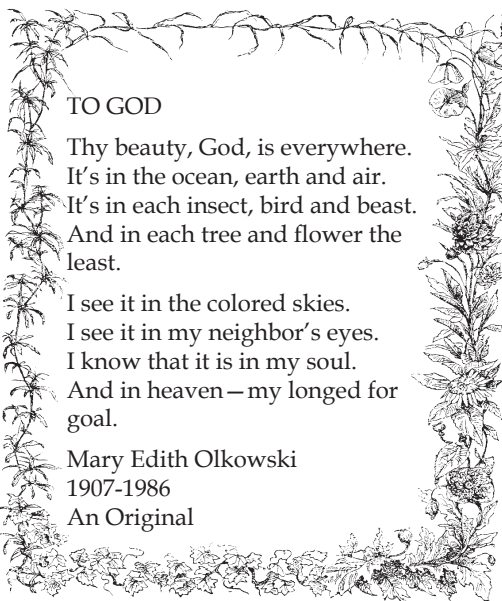 TO GOD
Thy beauty, God, is everywhere.
It's in the ocean, earth and air.
It's in each insect, bird and beast.
And in each tree and flower the
least.
I see it in the colored skies.
I see it in my neighbor's eyes.
I know that it is in my soul.
And in heaven—my longed for
goal.
Mary Edith Olkowski
1907-1986
An Original